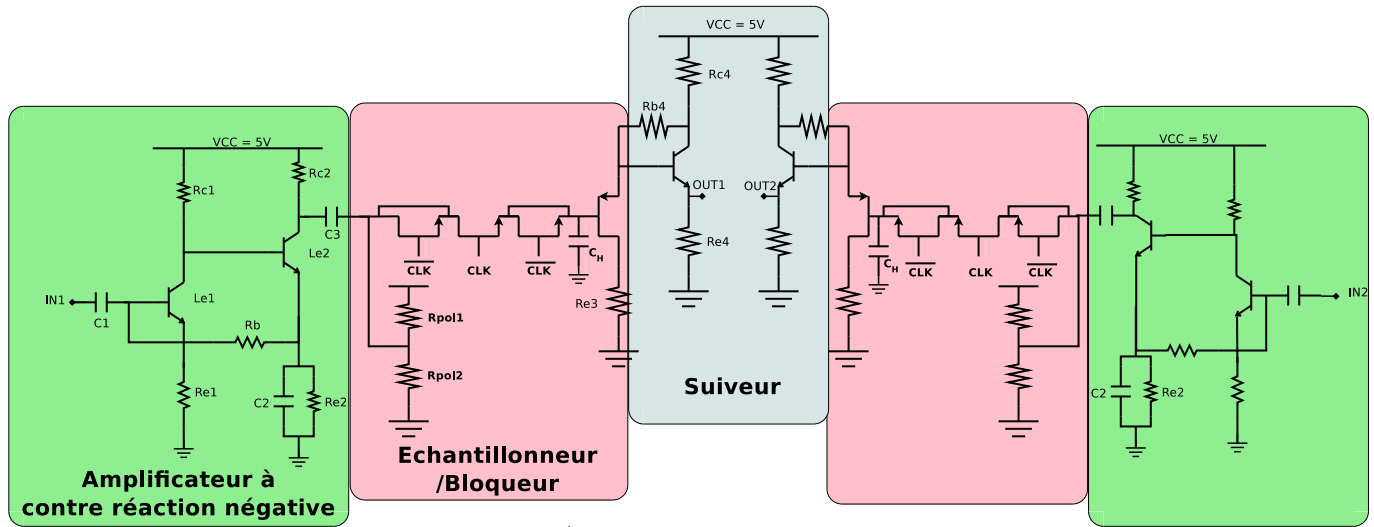 VCC = 5V
Rc4
Rb4
OUT1
OUT2
Re4
Suiveur
VCC = 5V
Rc1
Rc2
C3
Le2
IN1
C1
Le1
Rb
Re1
C2
Re2
Amplificateur à
contre réaction négative
CLK
CLK
CLK
CH
Rpol1
Re3
Rpol2
Echantillonneur
/Bloqueur
CH
CLK
CLK
CLK
VCC = 5V
IN2
C2
Re2